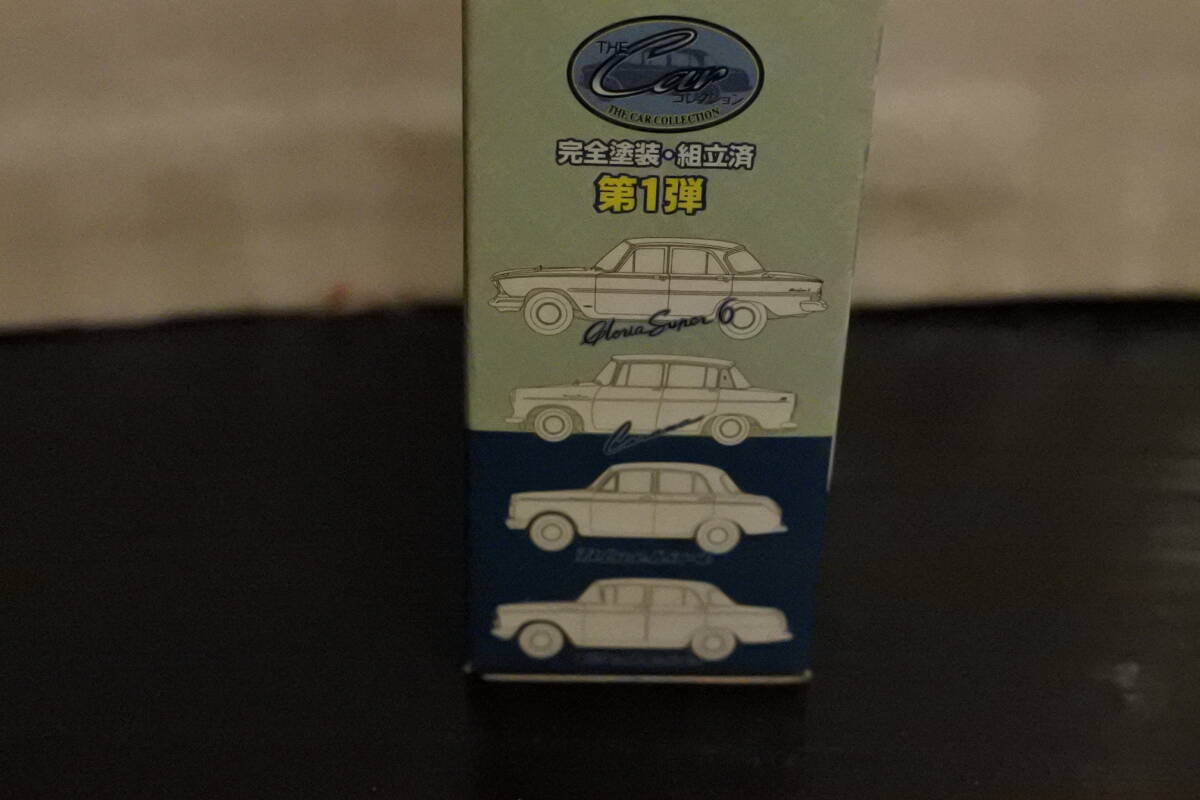 THE
Car
コレクション
THE CAR COLLECTION
完全塗装・組立済
第1弾
Gloria Super 6
Corona